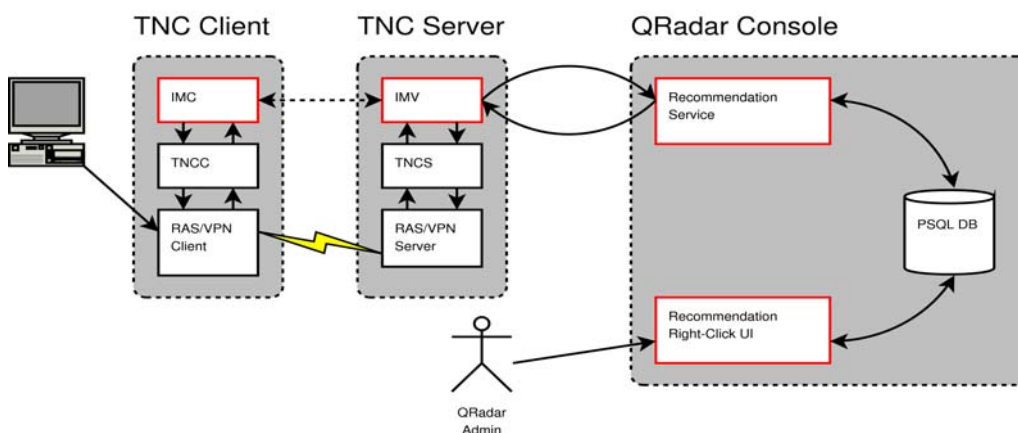 TNC Client
TNC Server
QRadar Console
IMC
IMV
Recommendation
Service
TNCC
TNCS
RAS/VPN
Client
RAS/VPN
Server
PSQL DB
Recommendation
Right-Click UI
QRadar
Admin